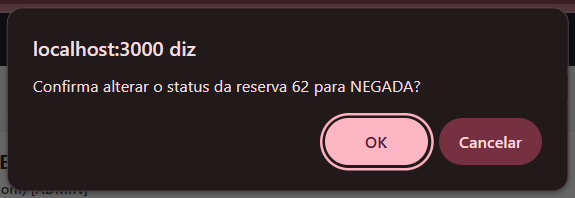 localhost:3000 diz
Confirma alterar o status da reserva 62 para NEGADA?
OK
Cancelar